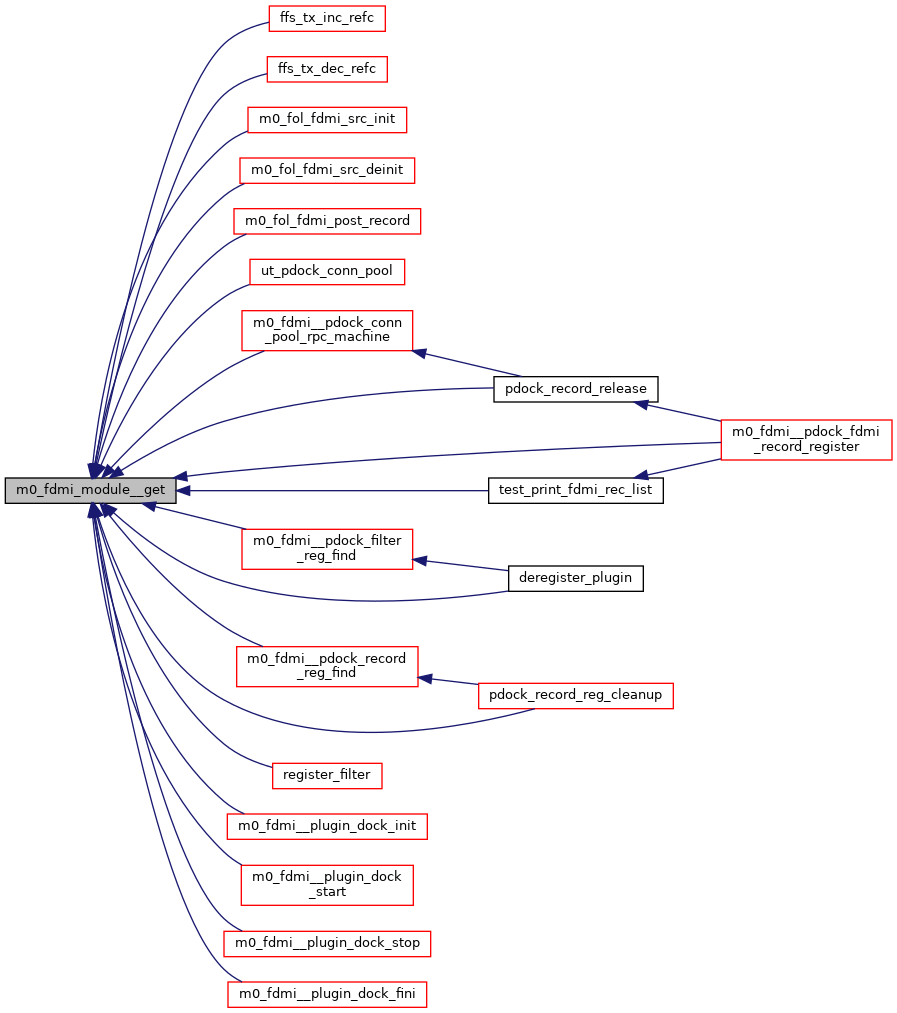 ffs_tx_inc_refc
ffs_tx_dec_refc
m0_fol_fdmi_src_init
m0_fol_fdmi_src_deinit
m0_fol_fdmi_post_record
ut_pdock_conn_pool
m0_fdmi__pdock_conn
_pool_rpc_machine
pdock_record_release
m0_fdmi__pdock_fdmi
_record_register
m0_fdmi_module__get
test_print_fdmi_rec_list
m0_fdmi__pdock_filter
_reg_find
deregister_plugin
m0_fdmi__pdock_record
_reg_find
pdock_record_reg_cleanup
register_filter
m0_fdmi__plugin_dock_init
m0_fdmi__plugin_dock
_start
m0_fdmi__plugin_dock_stop
m0_fdmi__plugin_dock_fini